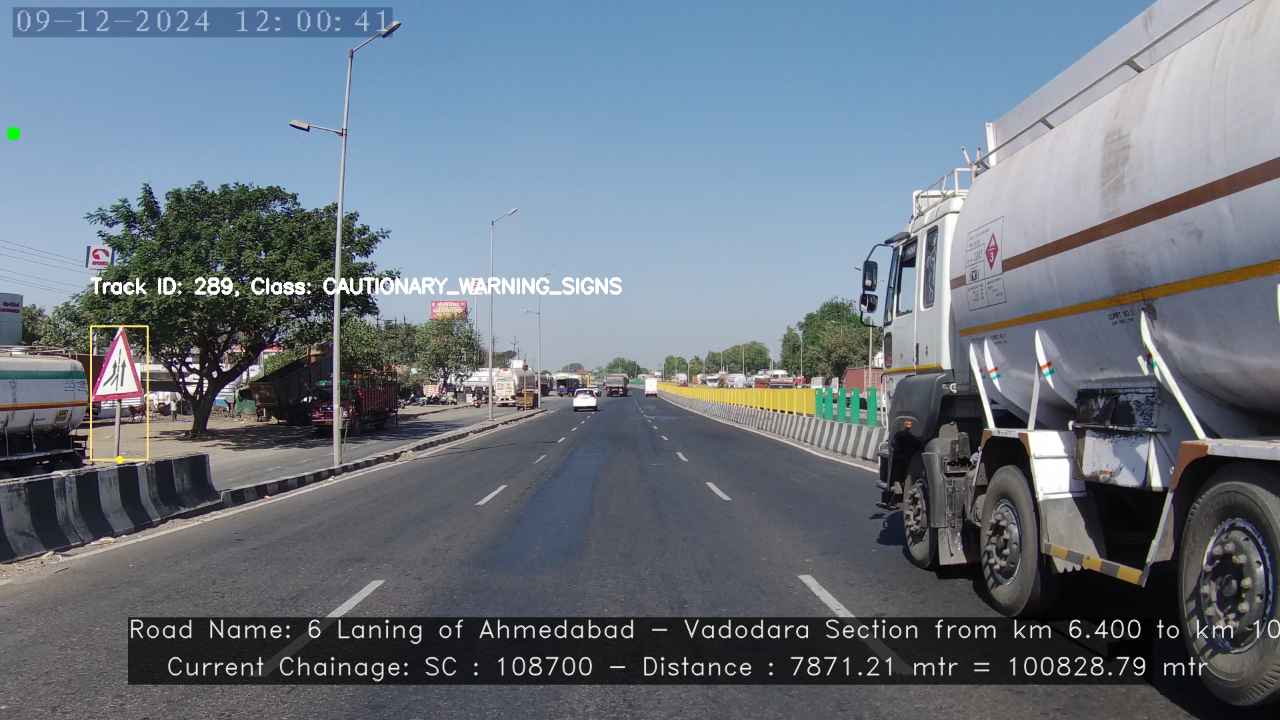 09-12-2024 12:00:41
Track ID: 289, Class: CAUTIONARY_WARNING_SIGNS
3
Road Name: 6 Laning of Ahmedabad - Vadodara Section from km 6.400 to km 10
Current Chainage: SC : 108700 - Distance : 7871.21 mtr = 100828.79 mtr